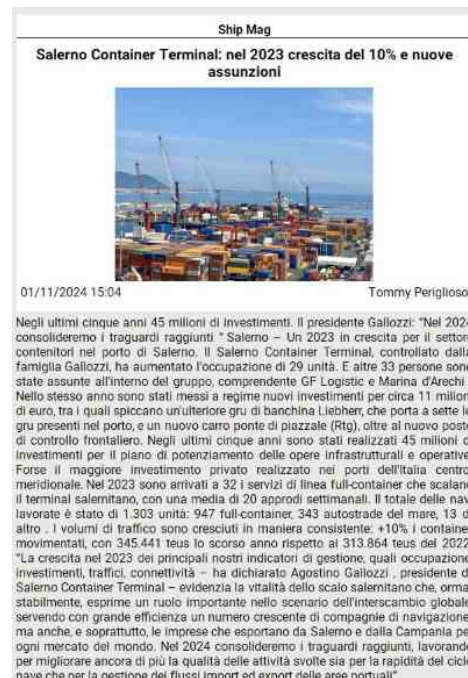 Ship Mag
Salerno Container Terminal: nel 2023 crescita del 10% e nuove
assunzioni
01/11/2024 15:04
Tommy Periglioso
Negli ultimi cinque anni 45 milioni di investimenti. Il presidente Gallozzi: "Nel 2024
consolideremo i traguardi raggiunti " Salerno – Un 2023 in crescita per il settore
contenitori nel porto di Salerno. Il Salerno Container Terminal, controllato dalla
famiglia Gallozzi, ha aumentato l'occupazione di 29 unità. E altre 33 persone sono
state assunte all'interno del gruppo, comprendente GF Logistic e Marina d'Arechi .
Nello stesso anno sono stati messi a regime nuovi investimenti per circa 11 milioni
di euro, tra i quali spiccano un'ulteriore gru di banchina Liebherr, che porta a sette le
gru presenti nel porto, e un nuovo carro ponte di piazzale (Rtg), oltre al nuovo posto
di controllo frontaliero. Negli ultimi cinque anni sono stati realizzati 45 milioni di
investimenti per il piano di potenziamento delle opere infrastrutturali e operative.
Forse il maggiore investimento privato realizzato nei porti dell'Italia centro
meridionale. Nel 2023 sono arrivati a 32 i servizi di linea full-container che scalano
il terminal salernitano, con una media di 20 approdi settimanali. Il totale delle navi
lavorate è stato di 1.303 unità: 947 full-container, 343 autostrade del mare, 13 di
altro . I volumi di traffico sono cresciuti in maniera consistente: +10% i container
movimentati, con 345.441 teus lo scorso anno rispetto ai 313.864 teus del 2022.
"La crescita nel 2023 dei principali nostri indicatori di gestione, quali occupazione,
investimenti, traffici, connettività – ha dichiarato Agostino Gallozzi , presidente di
Salerno Container Terminal – evidenzia la vitalità dello scalo salernitano che, ormai
stabilmente, esprime un ruolo importante nello scenario dell'interscambio globale,
servendo con grande efficienza un numero crescente di compagnie di navigazione,
ma anche, e soprattutto, le imprese che esportano da Salerno e dalla Campania per
ogni mercato del mondo. Nel 2024 consolideremo i traguardi raggiunti, lavorando
per migliorare ancora di più la qualità delle attività svolte sia per la rapidità del ciclo
nave che per la gestione dei flussi import ed export delle aree portuali"